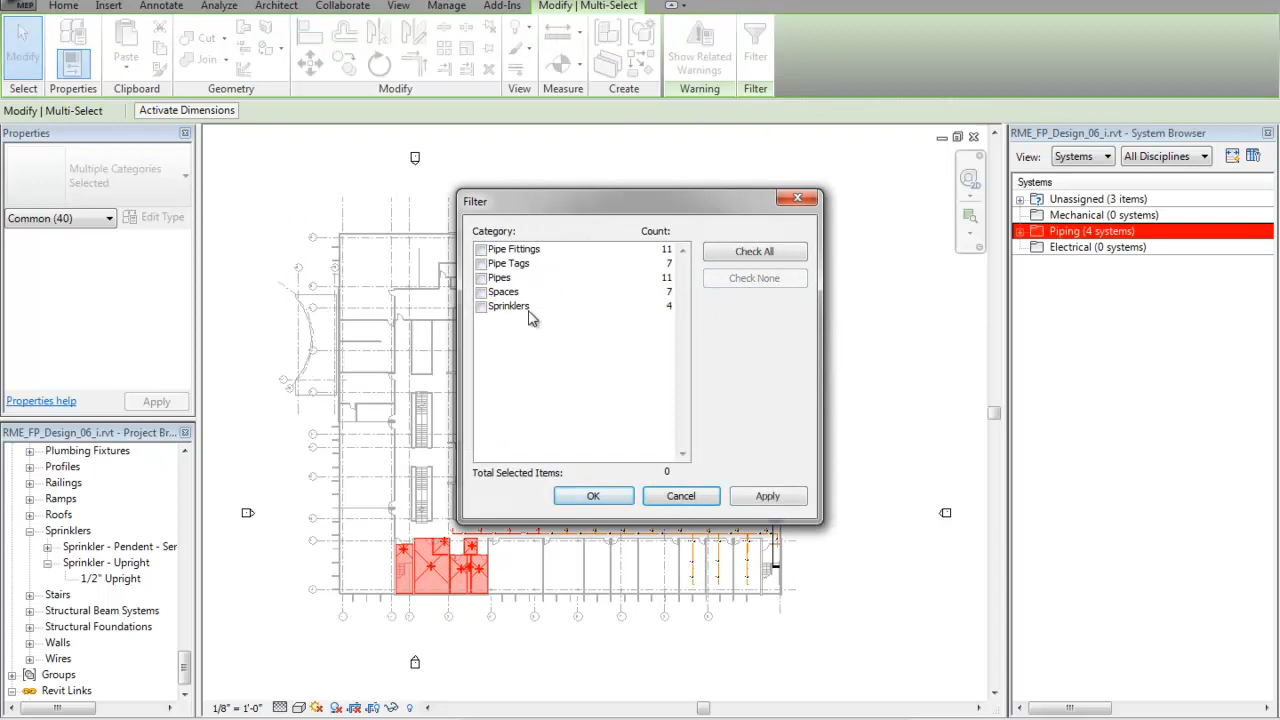 MEP Home Insert Annotate Analyze Architect Collaborate View Manage Add-Ins Modify | Multi-Select
Modify
Paste
Cut
Join
Show Related
Warnings
Filter
Select Properties Clipboard Geometry Modify View Measure Create Warning Filter
Modify | Multi-Select Activate Dimensions
Properties
Multiple Categories
Selected
Common (40) Edit Type
Properties help Apply
RME_FP_Design_06_i.rvt - Project Br...
Plumbing Fixtures
Profiles
Railings
Ramps
Roofs
Sprinklers
Sprinkler - Pendent - Ser
Sprinkler - Upright
1/2" Upright
Stairs
Structural Beam Systems
Structural Foundations
Walls
Wires
Groups
Revit Links
Filter
Category: Count:
Pipe Fittings 11
Pipe Tags 7
Pipes 11
Spaces 7
Sprinklers 4
Check All
Check None
Total Selected Items: 0
OK Cancel Apply
2D
1/8" = 1'-0"
RME_FP_Design_06_i.rvt - System Browser
View: Systems All Disciplines
Systems
Unassigned (3 items)
Mechanical (0 systems)
Piping (4 systems)
Electrical (0 systems)